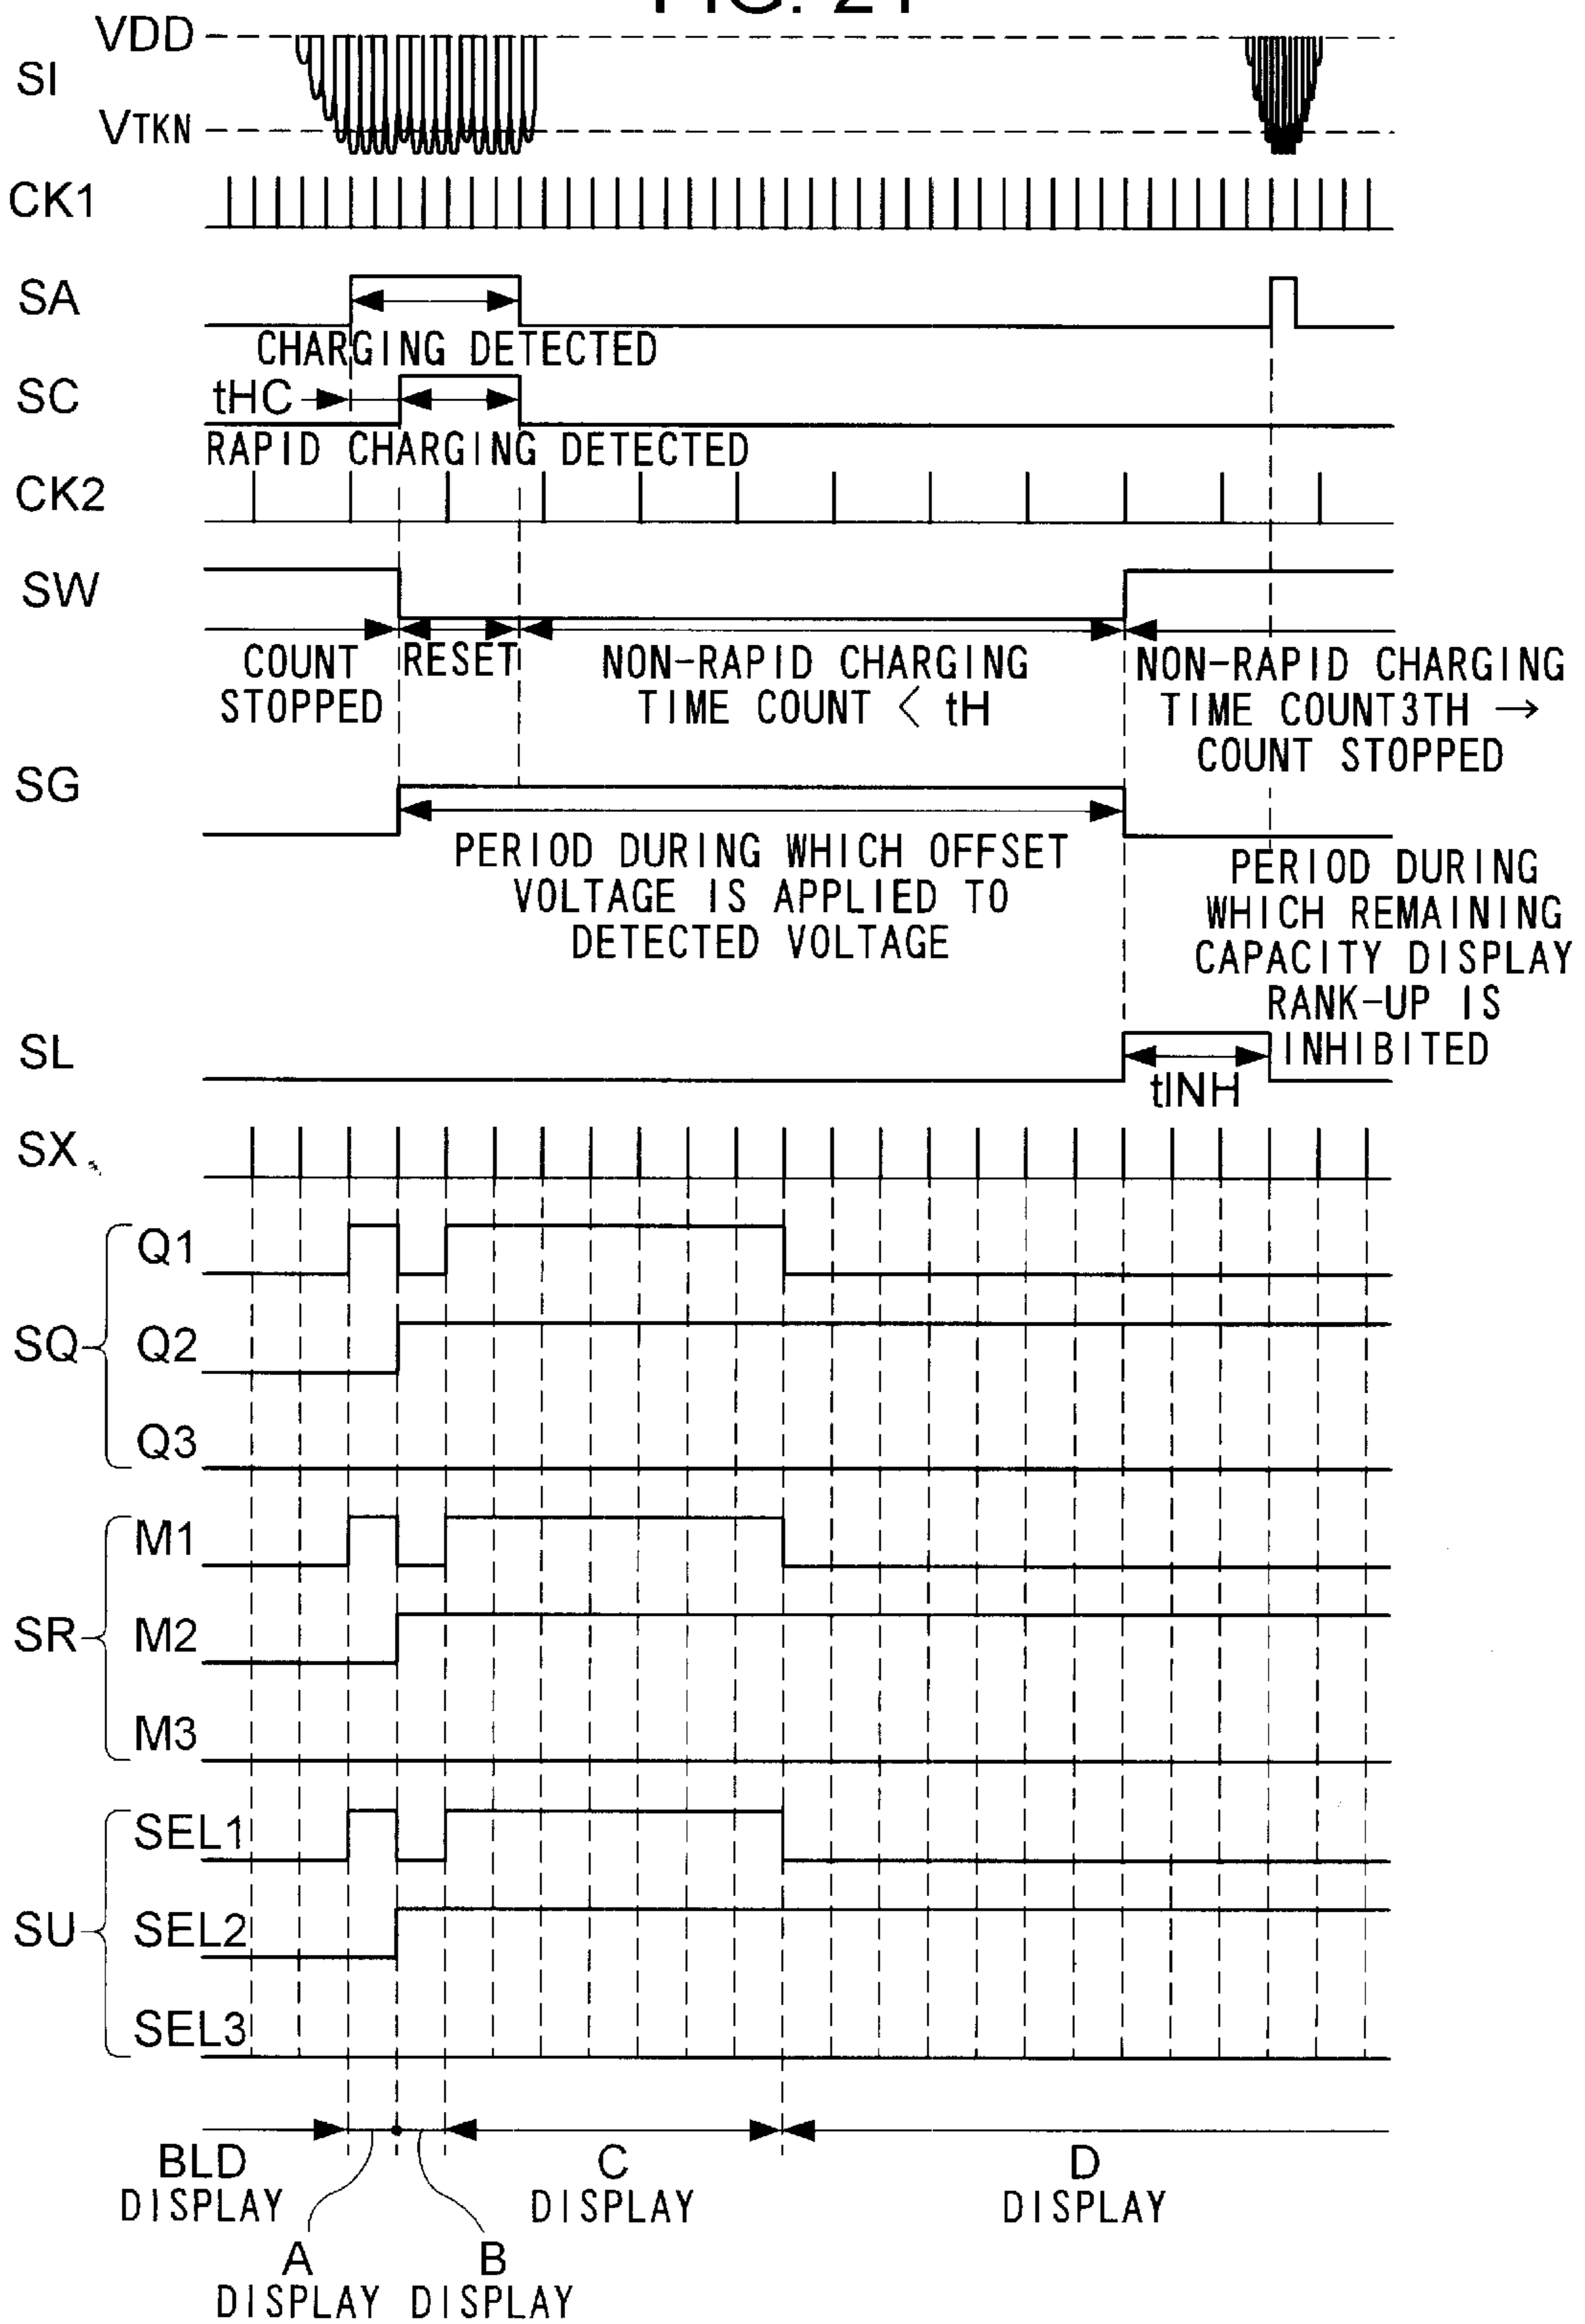 VDD
SI
VTKN
CK1
SA
CHARGING DETECTED
SC
tHC
RAPID CHARGING DETECTED
CK2
SW
COUNT
STOPPED
RESET
NON-RAPID CHARGING
TIME COUNT < tH
NON-RAPID CHARGING
TIME COUNT3TH →
COUNT STOPPED
SG
PERIOD DURING WHICH OFFSET
VOLTAGE IS APPLIED TO
DETECTED VOLTAGE
PERIOD DURING
WHICH REMAINING
CAPACITY DISPLAY
RANK-UP IS
INHIBITED
SL
tINH
SX
SQ
Q1
Q2
Q3
SR
M1
M2
M3
SU
SEL1
SEL2
SEL3
BLD
DISPLAY
A
DISPLAY
B
DISPLAY
C
DISPLAY
D
DISPLAY